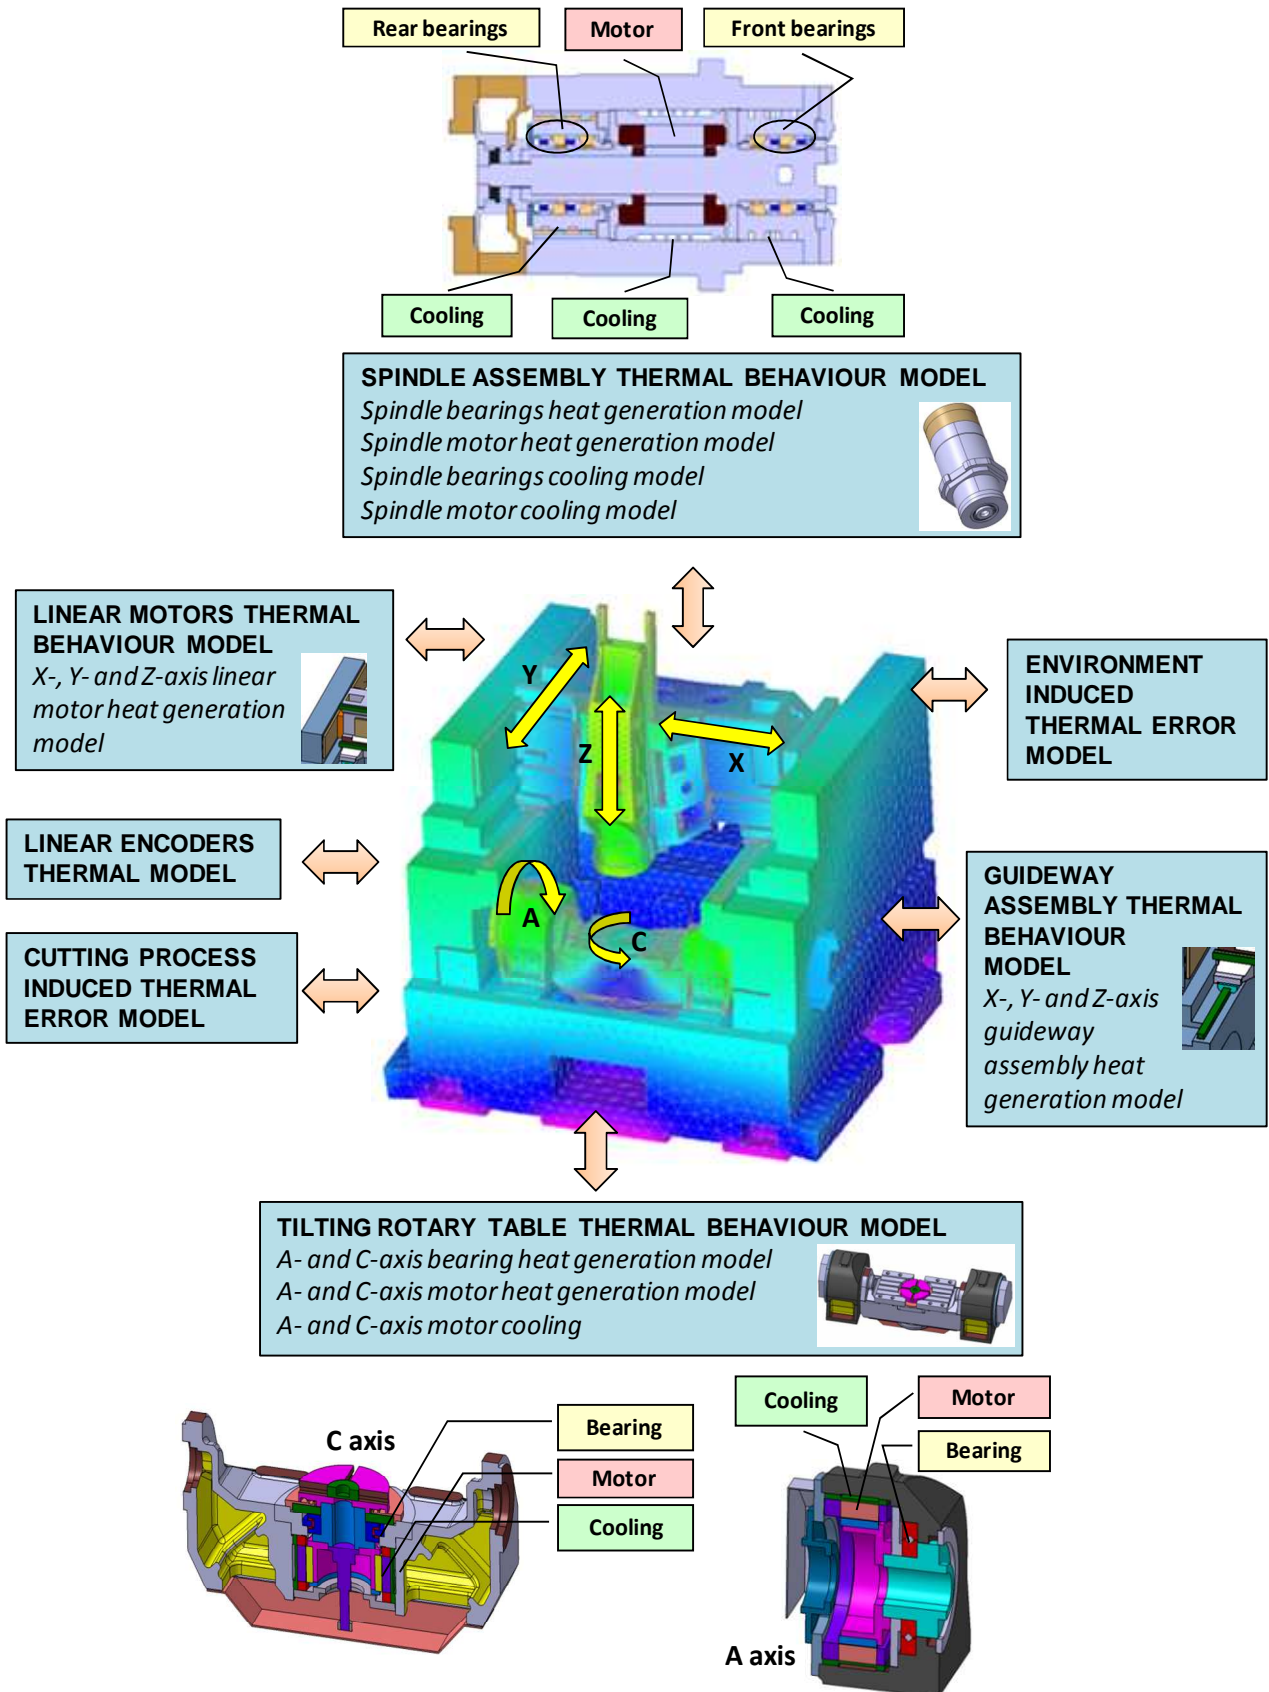 Rear bearings
Motor
Front bearings
Cooling
Cooling
Cooling
SPINDLE ASSEMBLY THERMAL BEHAVIOUR MODEL
Spindle bearings heat generation model
Spindle motor heat generation model
Spindle bearings cooling model
Spindle motor cooling model
LINEAR MOTORS THERMAL
BEHAVIOUR MODEL
X-, Y- and Z-axis linear
motor heat generation
model
LINEAR ENCODERS
THERMAL MODEL
CUTTING PROCESS
INDUCED THERMAL
ERROR MODEL
Y
Z
X
A
C
ENVIRONMENT
INDUCED
THERMAL ERROR
MODEL
GUIDEWAY
ASSEMBLY THERMAL
BEHAVIOUR
MODEL
X-, Y- and Z-axis
guideway
assembly heat
generation model
TILTING ROTARY TABLE THERMAL BEHAVIOUR MODEL
A- and C-axis bearing heat generation model
A- and C-axis motor heat generation model
A- and C-axis motor cooling
C axis
Bearing
Motor
Cooling
Cooling
Motor
Bearing
A axis